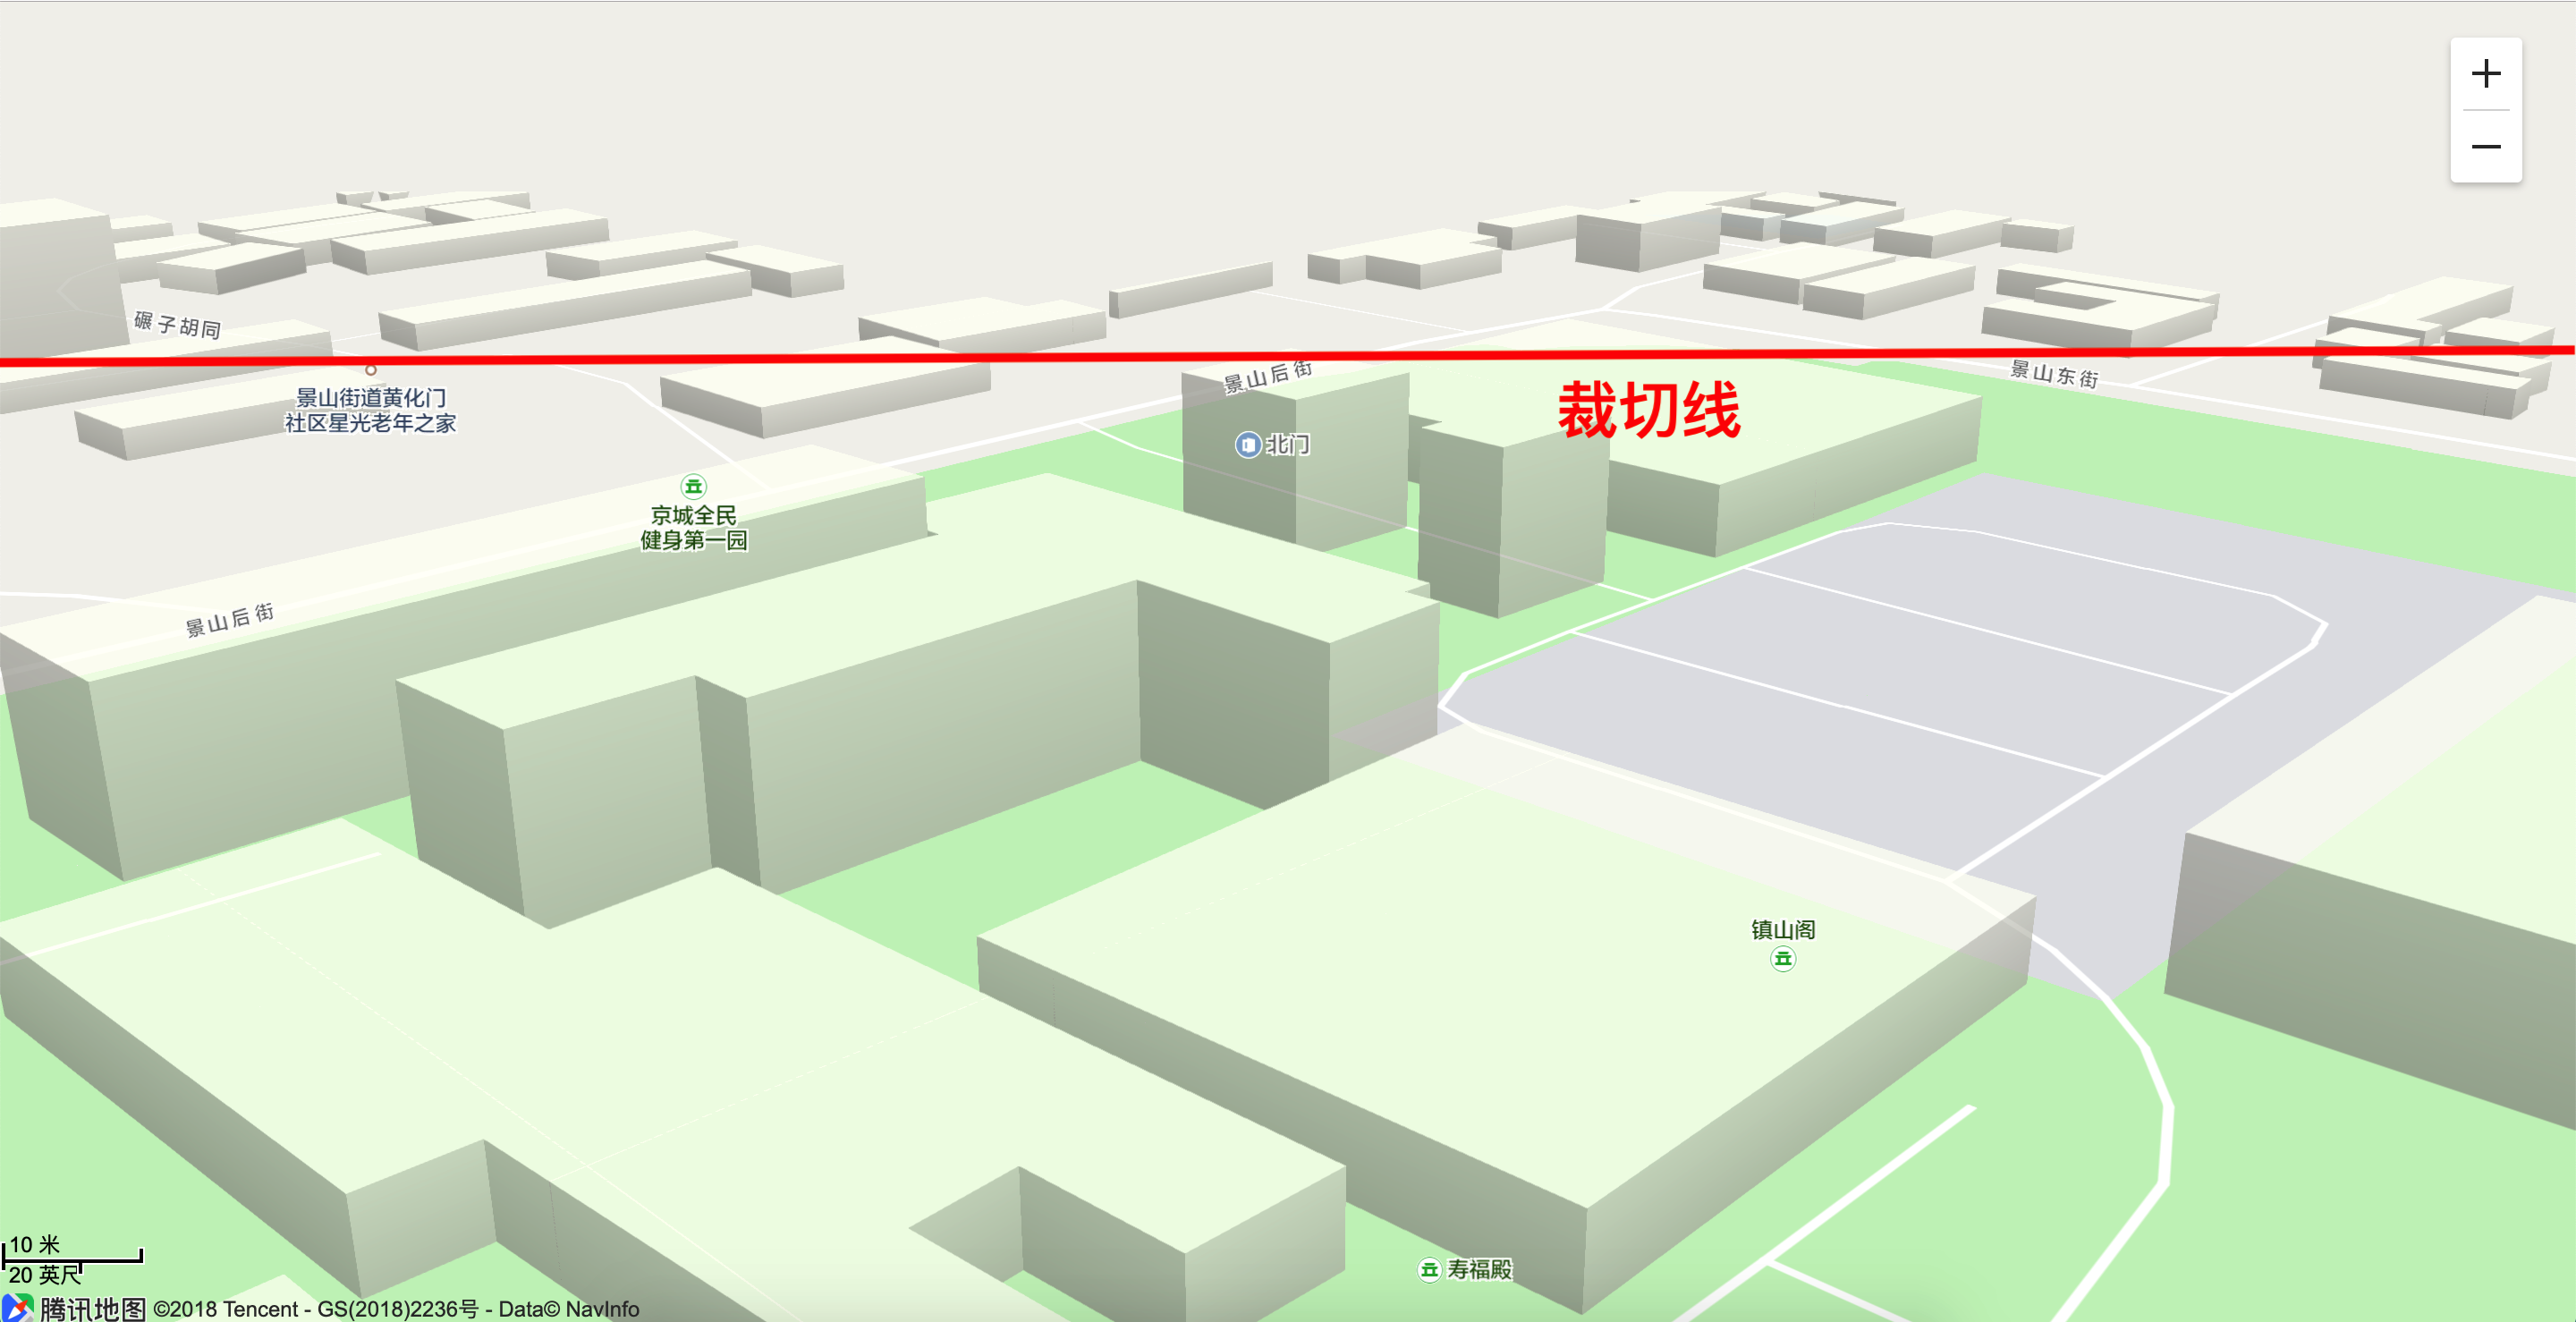 +
−
碾子胡同
景山街道黄化门
社区星光老年之家
景山后街
景山东街
裁切线
北门
京城全民
健身第一园
景山后街
镇山阁
寿福殿
10 米
20 英尺
腾讯地图 ©2018 Tencent - GS(2018)2236号 - Data© NavInfo